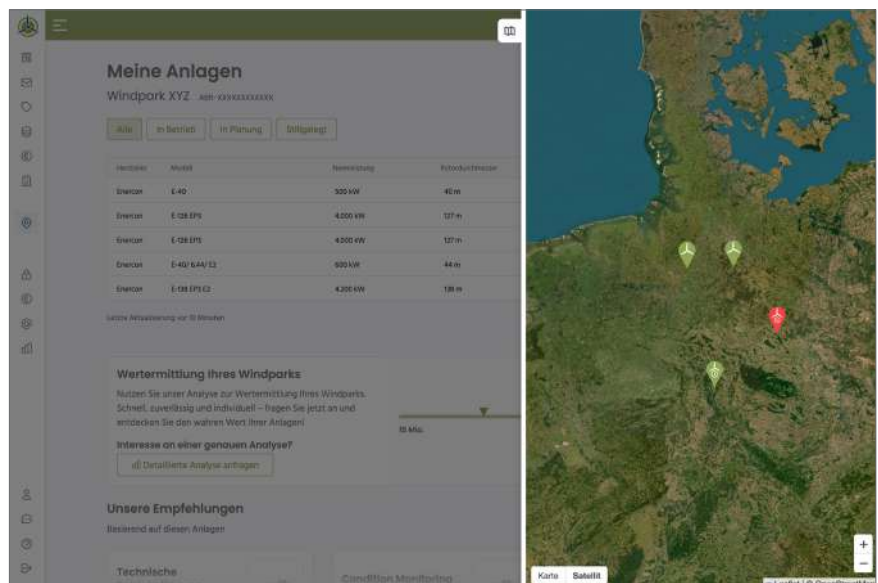 Meine Anlagen
Windpark XYZ
Alle In Betrieb In Planung Stillgelegt
Hersteller Modell Nennleistung Rotordurchmesser
Enercon E-40 500 kW 40 m
Enercon E-126 EP3 4.000 kW 127 m
Enercon E-126 EP3 4.000 kW 127 m
Enercon E-40/ 6.44/ E2 600 kW 44 m
Enercon E-138 EP3 E2 4.200 kW 138 m
Letzte Aktualisierung vor 10 Minuten
Wertermittlung Ihres Windparks
Nutzen Sie unser Analyse zur Wertermittlung Ihres Windparks.
Schnell, zuverlässig und individuell – fragen Sie jetzt an und
entdecken Sie den wahren Wert Ihrer Anlagen!
10 Mio.
Interesse an einer genauen Analyse?
Detaillierte Analyse anfragen
Unsere Empfehlungen
Basierend auf diesen Anlagen
Technische
Condition Monitoring
+
−
Karte Satellit